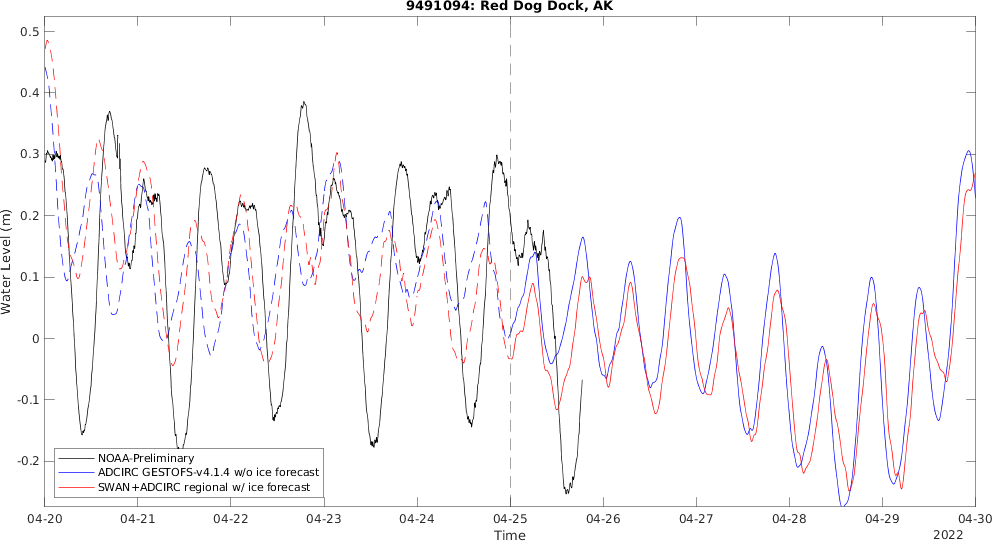 9491094: Red Dog Dock, AK
0.5
0.4
0.3
0.2
0.1
0
-0.1
-0.2
Water Level (m)
NOAA-Preliminary
ADCIRC GESTOFS-v4.1.4 w/o ice forecast
SWAN+ADCIRC regional w/ ice forecast
04-20 04-21 04-22 04-23 04-24 04-25 04-26 04-27 04-28 04-29 04-30
Time
2022